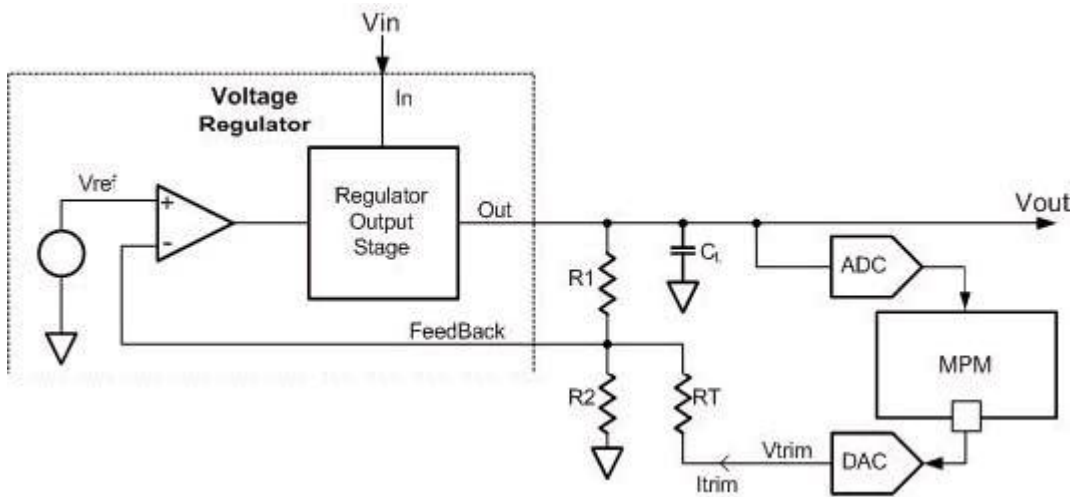 Vin
Voltage
Regulator
In
Vref
+
-
Regulator
Output
Stage
Out
Vout
R1
CL
ADC
FeedBack
MPM
R2
RT
Vtrim
DAC
Itrim